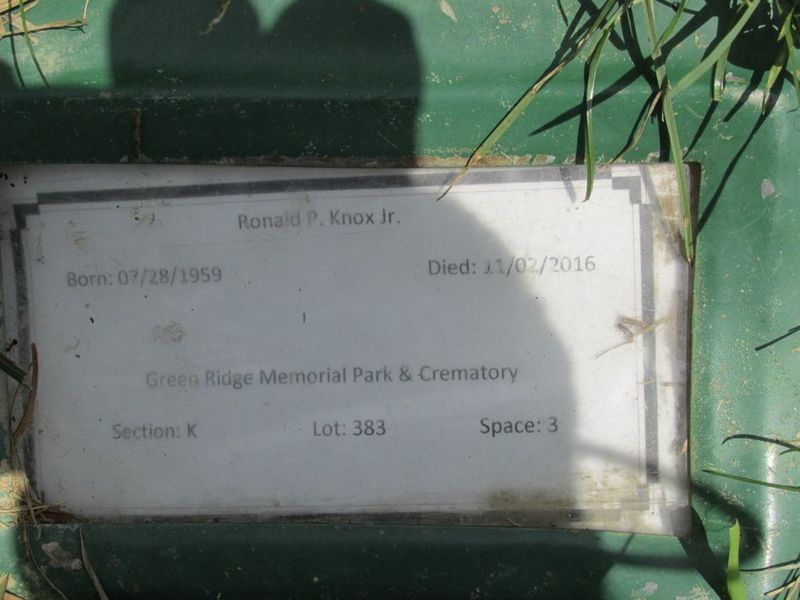 Ronald P. Knox Jr.
Born: 07/28/1959 Died: 11/02/2016
Green Ridge Memorial Park & Crematory
Section: K Lot: 383 Space: 3